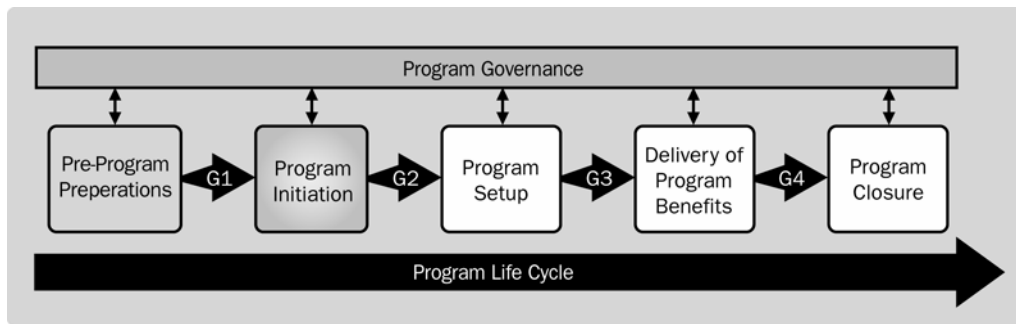 Program Governance
Pre-Program
Preperations
G1
Program
Initiation
G2
Program
Setup
G3
Delivery of
Program
Benefits
G4
Program
Closure
Program Life Cycle